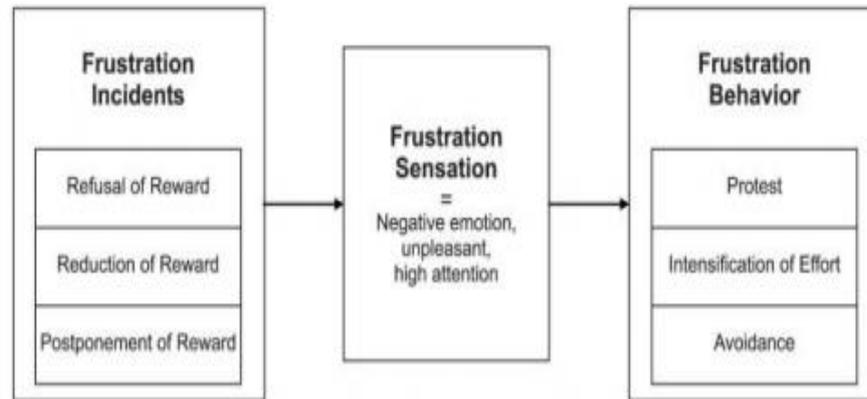 Frustration
Incidents
Refusal of Reward
Reduction of Reward
Postponement of Reward
Frustration
Sensation
=
Negative emotion,
unpleasant,
high attention
Frustration
Behavior
Protest
Intensification of Effort
Avoidance